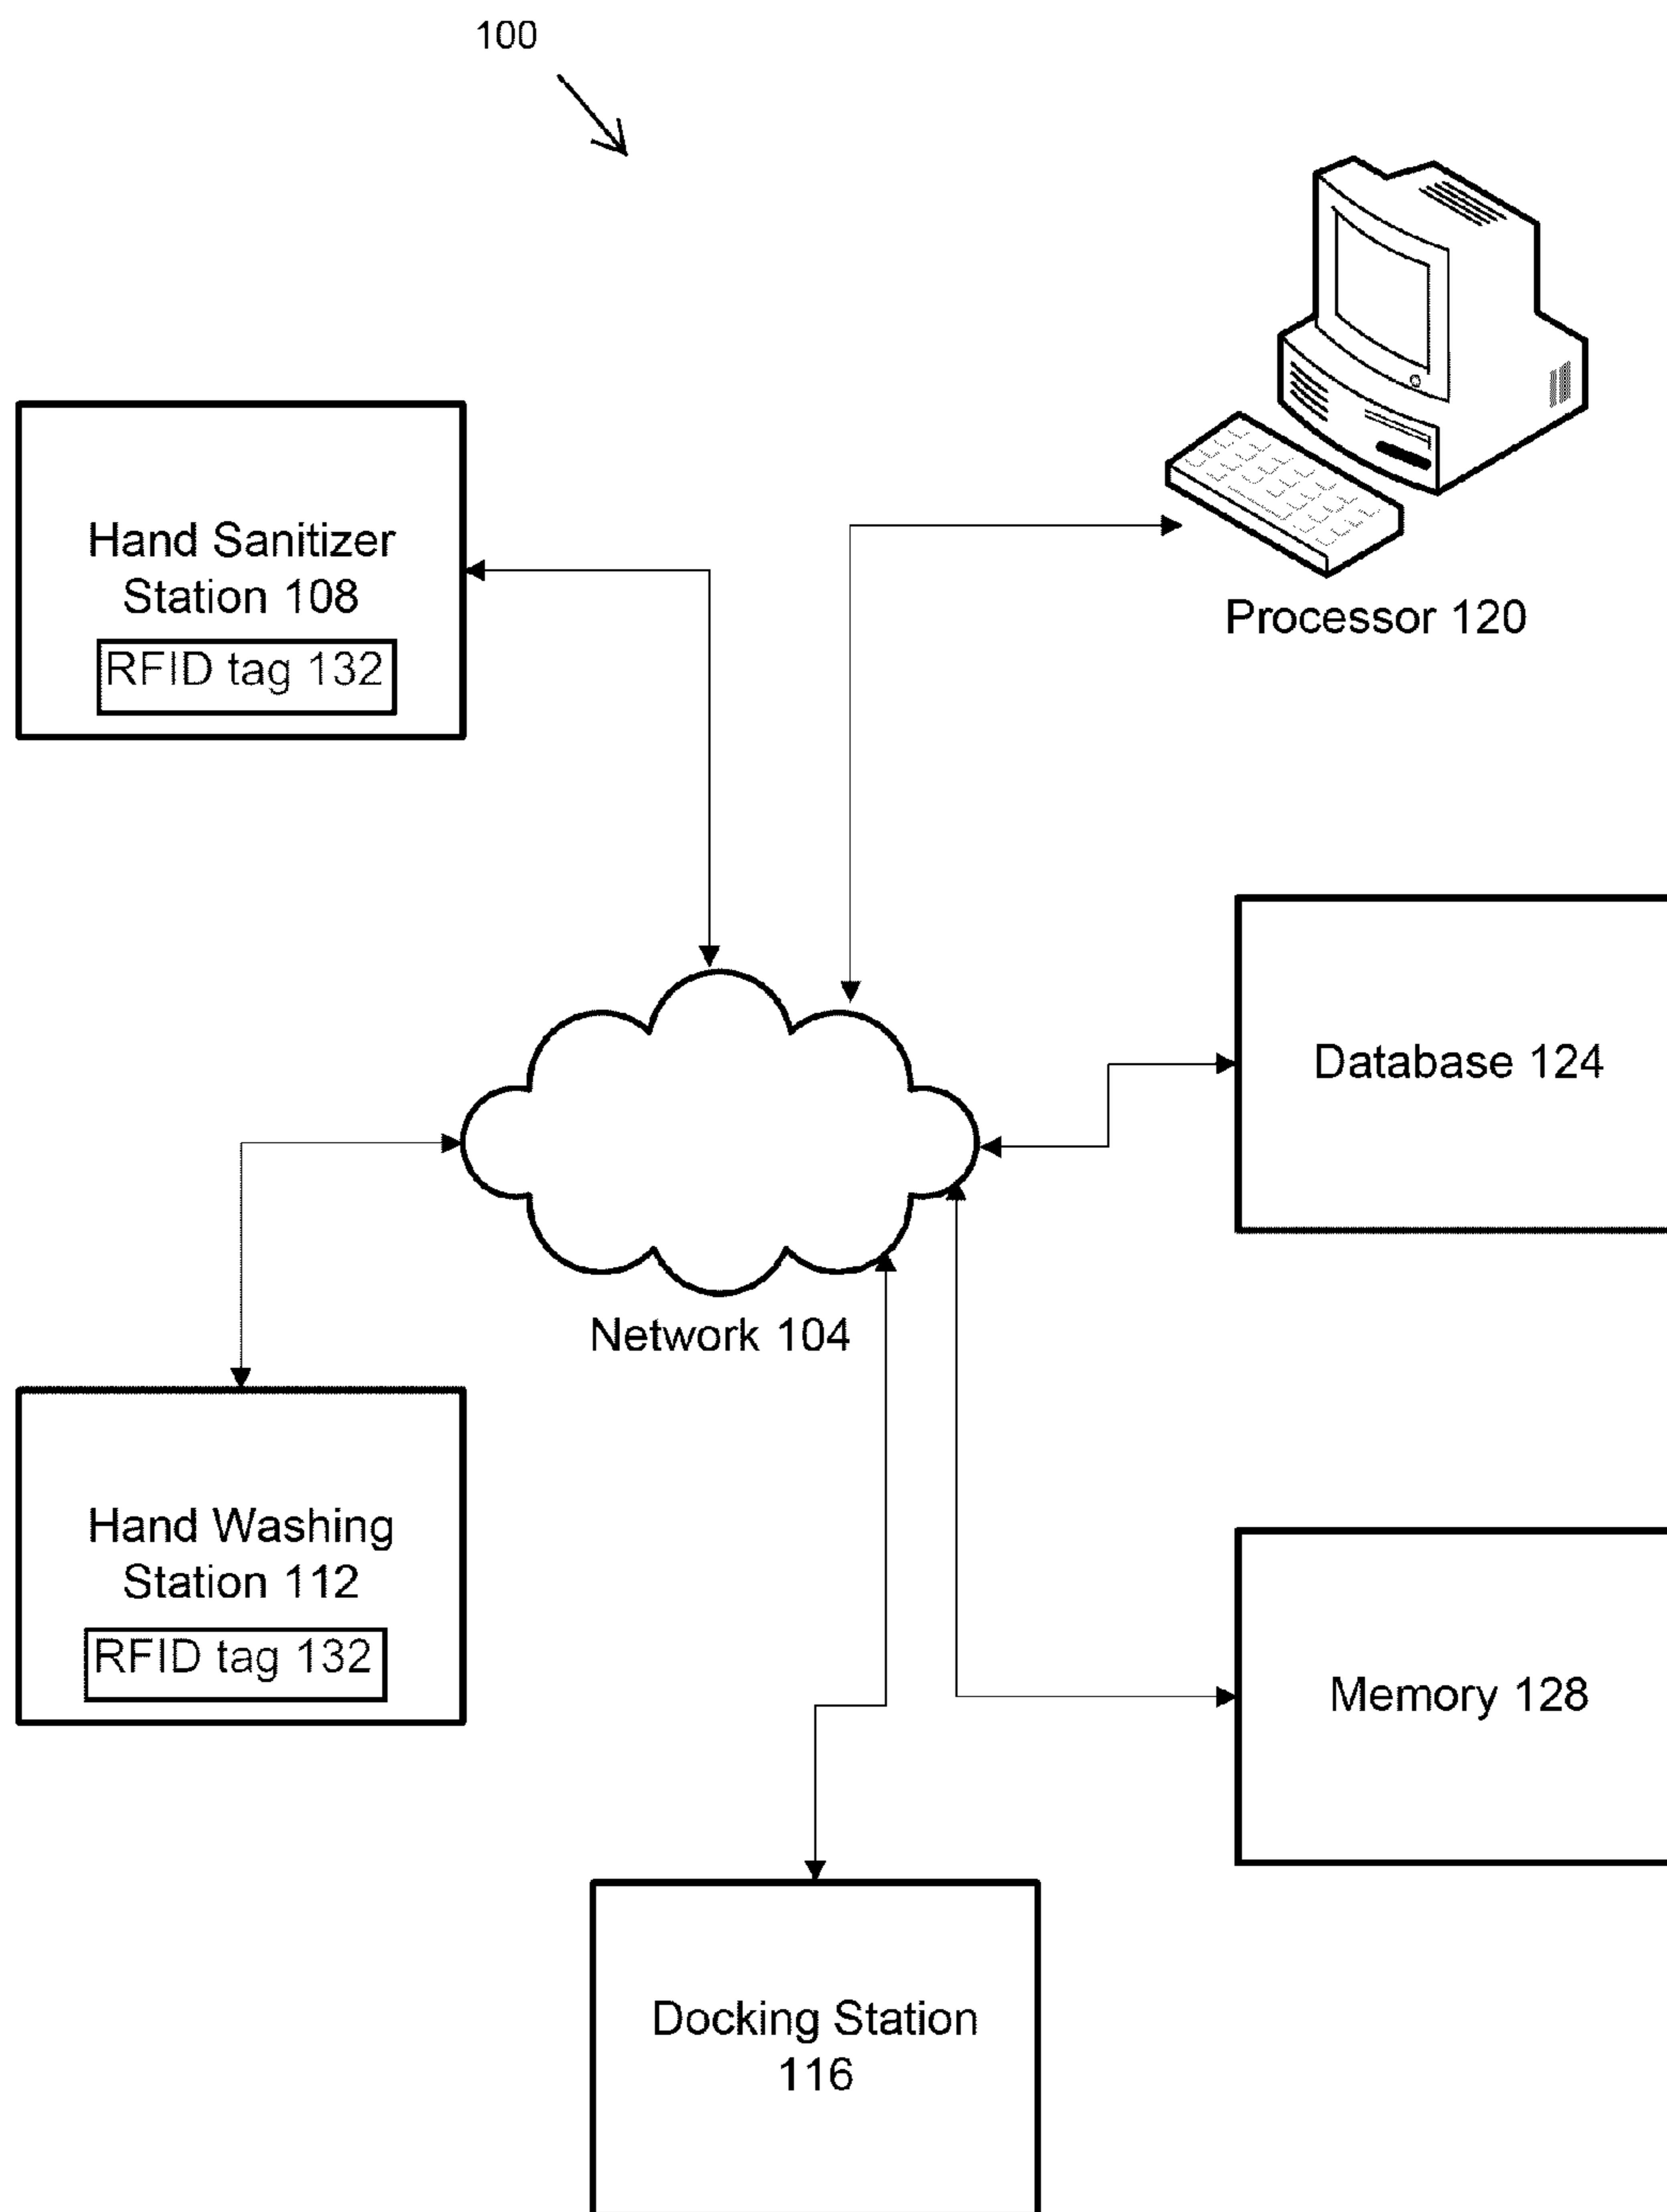 100
Hand Sanitizer
Station 108
RFID tag 132
Processor 120
Database 124
Network 104
Hand Washing
Station 112
RFID tag 132
Memory 128
Docking Station
116